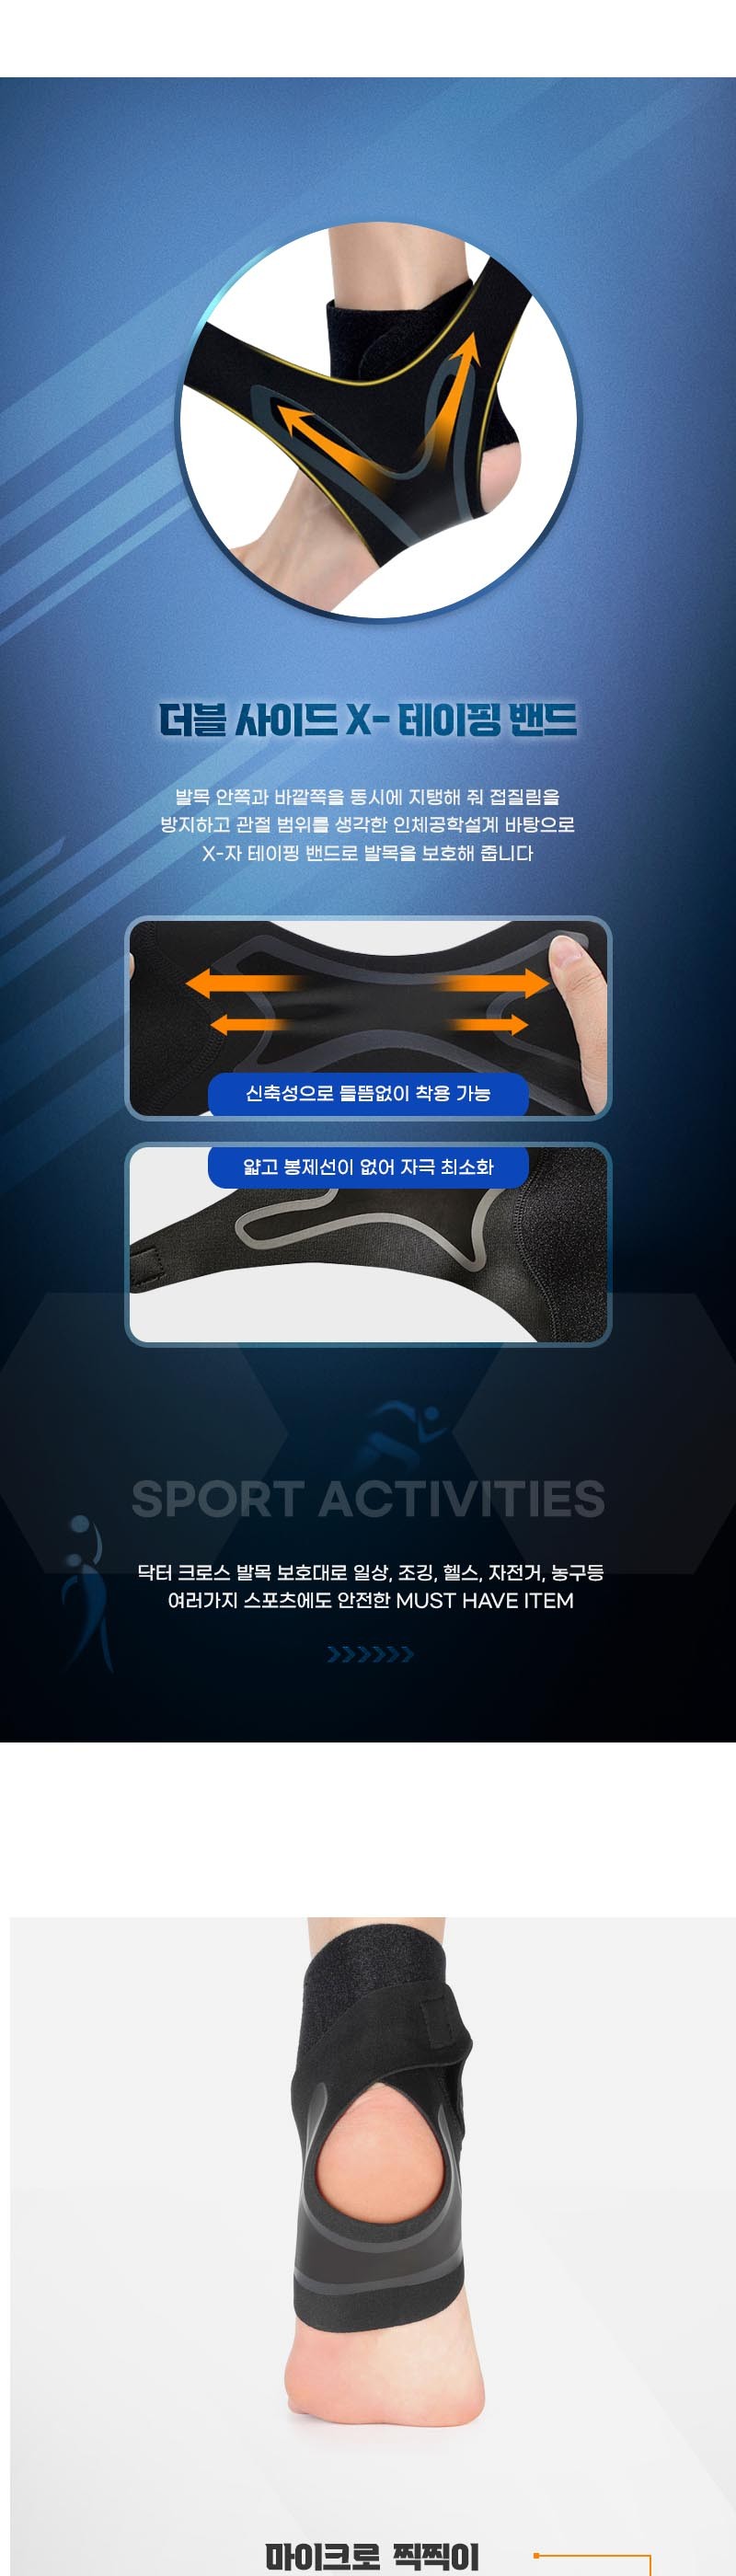 더블 사이드 X- 테이핑 밴드
발목 안쪽과 바깥쪽을 동시에 지탱해 줘 접질림을
방지하고 관절 범위를 생각한 인체공학설계 바탕으로
X-자 테이핑 밴드로 발목을 보호해 줍니다
신축성으로 들뜸없이 착용 가능
얇고 봉제선이 없어 자극 최소화
SPORT ACTIVITIES
닥터 크로스 발목 보호대로 일상, 조깅, 헬스, 자전거, 농구등
여러가지 스포츠에도 안전한 MUST HAVE ITEM
마이크로 찍찍이